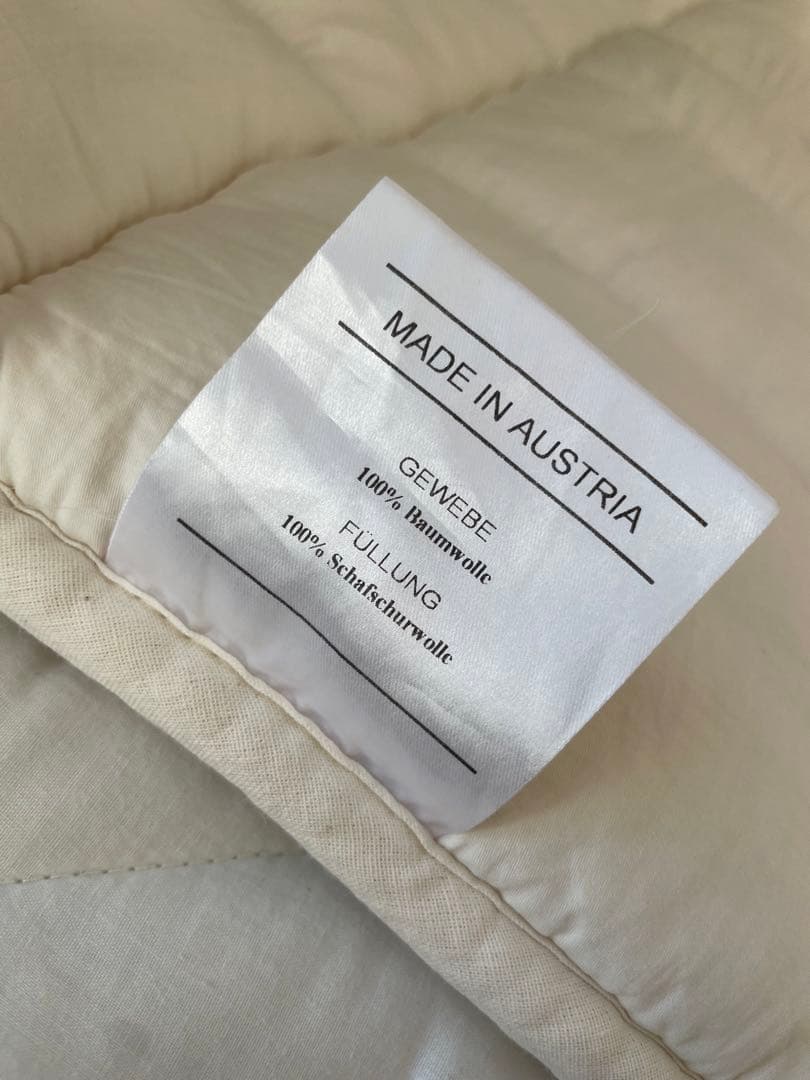 MADE IN AUSTRIA
GEWEBE
100% Baumwolle
FÜLLUNG
100% Schafschurwolle